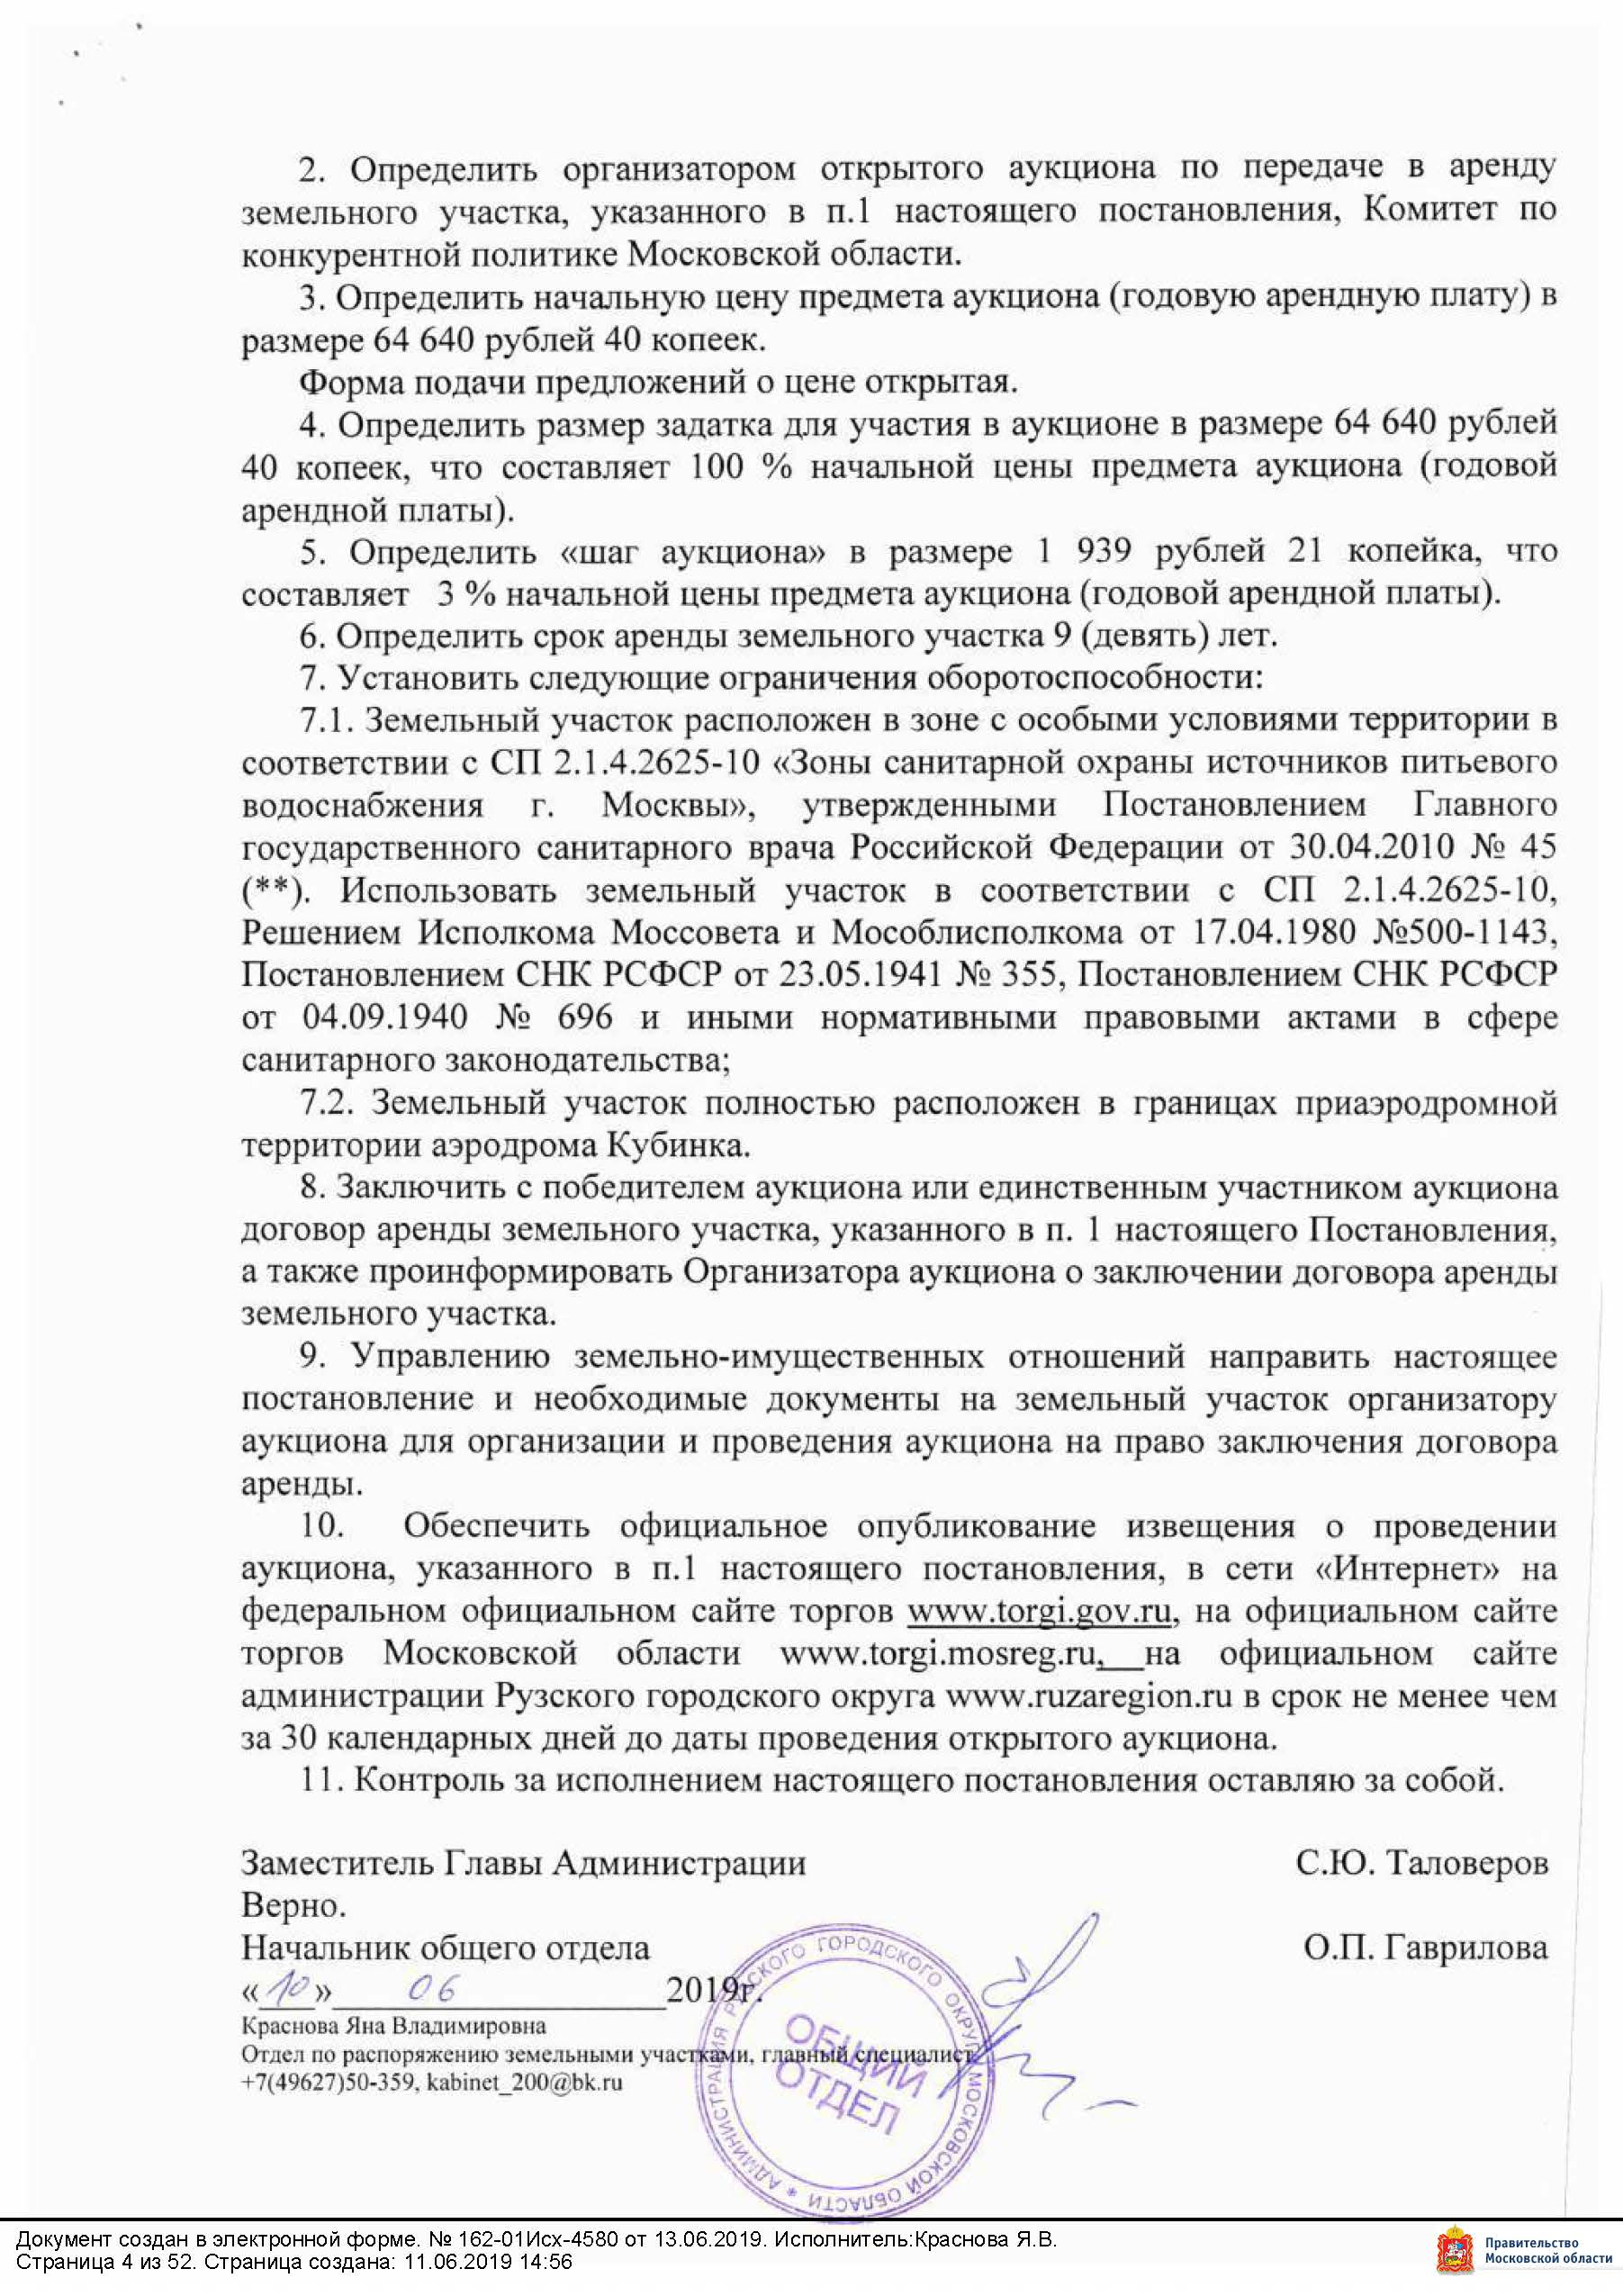 2. Определить организатором открытого аукциона по передаче в аренду
земельного участка, указанного в п.1 настоящего постановления, Комитет по
конкурентной политике Московской области.
3. Определить начальную цену предмета аукциона (годовую арендную плату) в
размере 64 640 рублей 40 копеек.
Форма подачи предложений о цене открытая.
4. Определить размер задатка для участия в аукционе в размере 64 640 рублей
40 копеек, что составляет 100 % начальной цены предмета аукциона (годовой
арендной платы).
5. Определить «шаг аукциона» в размере 1 939 рублей 21 копейка, что
составляет 3 % начальной цены предмета аукциона (годовой арендной платы).
6. Определить срок аренды земельного участка 9 (девять) лет.
7. Установить следующие ограничения оборотоспособности:
7.1. Земельный участок расположен в зоне с особыми условиями территории в
соответствии с СП 2.1.4.2625-10 «Зоны санитарной охраны источников питьевого
водоснабжения г. Москвы», утвержденными Постановлением Главного
государственного санитарного врача Российской Федерации от 30.04.2010 № 45
(**). Использовать земельный участок в соответствии с СП 2.1.4.2625-10,
Решением Исполкома Моссовета и Мособлисполкома от 17.04.1980 №500-1143,
Постановлением СНК РСФСР от 23.05.1941 № 355, Постановлением СНК РСФСР
от 04.09.1940 № 696 и иными нормативными правовыми актами в сфере
санитарного законодательства;
7.2. Земельный участок полностью расположен в границах приаэродромной
территории аэродрома Кубинка.
8. Заключить с победителем аукциона или единственным участником аукциона
договор аренды земельного участка, указанного в п. 1 настоящего Постановления,
а также проинформировать Организатора аукциона о заключении договора аренды
земельного участка.
9. Управлению земельно-имущественных отношений направить настоящее
постановление и необходимые документы на земельный участок организатору
аукциона для организации и проведения аукциона на право заключения договора
аренды.
10. Обеспечить официальное опубликование извещения о проведении
аукциона, указанного в п.1 настоящего постановления, в сети «Интернет» на
федеральном официальном сайте торгов www.torgi.gov.ru, на официальном сайте
торгов Московской области www.torgi.mosreg.ru, на официальном сайте
администрации Рузского городского округа www.ruzaregion.ru в срок не менее чем
за 30 календарных дней до даты проведения открытого аукциона.
11. Контроль за исполнением настоящего постановления оставляю за собой.
Заместитель Главы Администрации С.Ю. Таловеров
Верно.
Начальник общего отдела О.П. Гаврилова
«10» 06 2019г.
Краснова Яна Владимировна
Отдел по распоряжению земельными участками, главный специалист
+7(49627)50-359, kabinet_200@bk.ru
* АДМИНИСТРАЦИЯ РУЗСКОГО ГОРОДСКОГО ОКРУГА МОСКОВСКОЙ ОБЛАСТИ
ОБЩИЙ
ОТДЕЛ
Документ создан в электронной форме. № 162-01Исх-4580 от 13.06.2019. Исполнитель:Краснова Я.В.
Страница 4 из 52. Страница создана: 11.06.2019 14:56
Правительство
Московской области